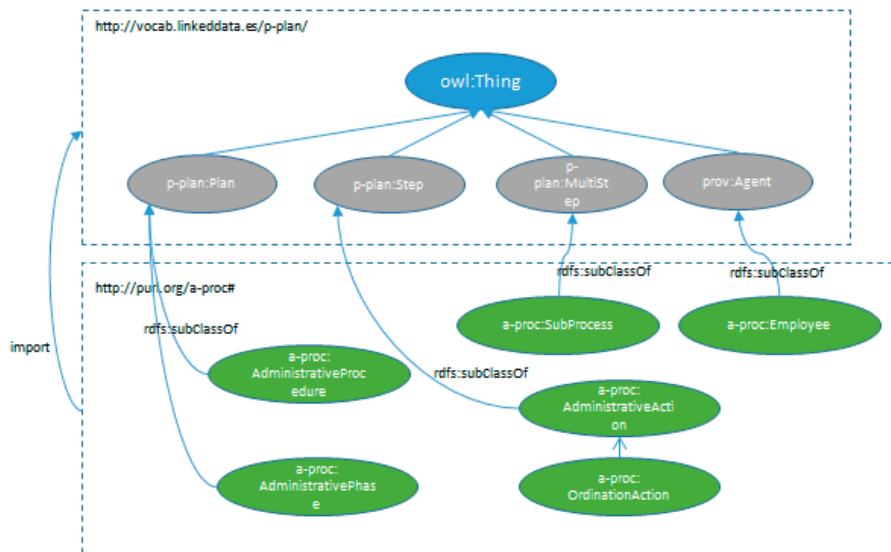 http://vocab.linkeddata.es/p-plan/
owl:Thing
p-plan:Plan
p-plan:Step
p-
plan:MultiSt
ep
prov:Agent
rdfs:subClassOf
rdfs:subClassOf
http://purl.org/a-proc#
a-proc:SubProcess
a-proc:Employee
rdfs:subClassOf
import
a-proc:
AdministrativeProc
edure
rdfs:subClassOf
a-proc:
AdministrativeActi
on
a-proc:
AdministrativePhas
e
a-proc:
OrdinationAction